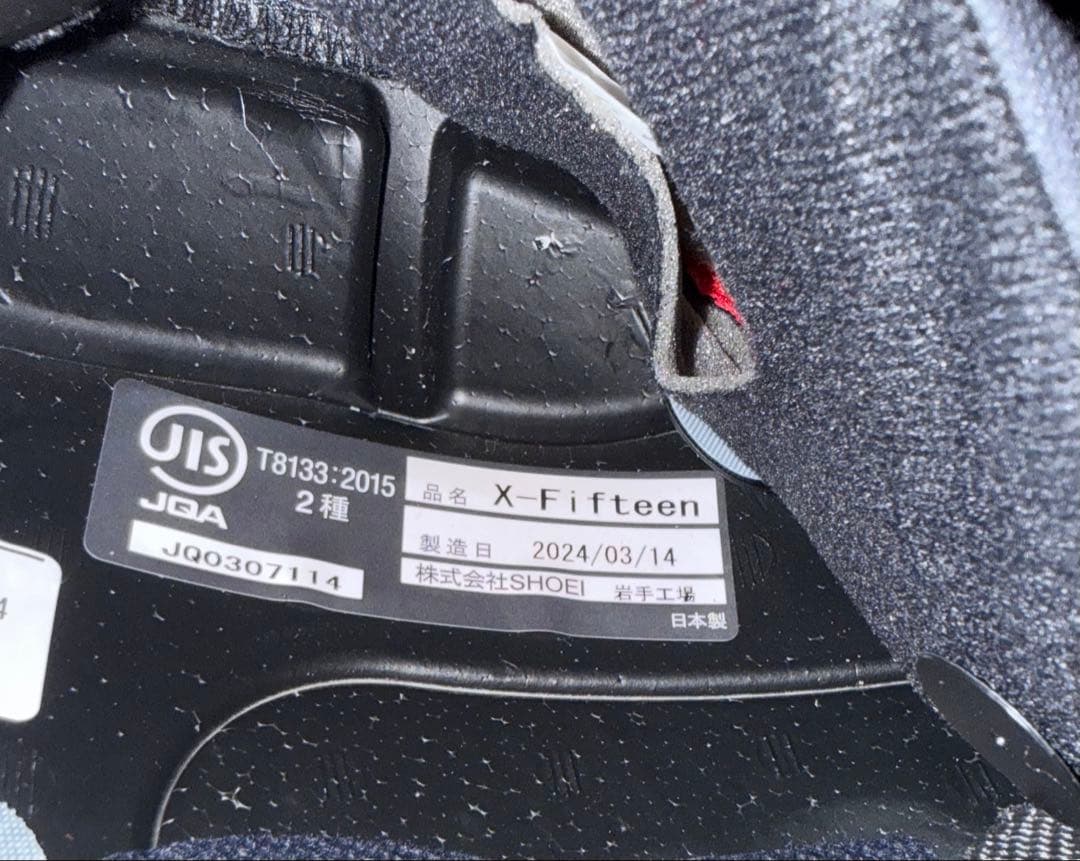 JIS
JQA
T8133:2015
2種
JQ0307114
品名 X-Fifteen
製造日 2024/03/14
株式会社SHOEI 岩手工場
日本製
4